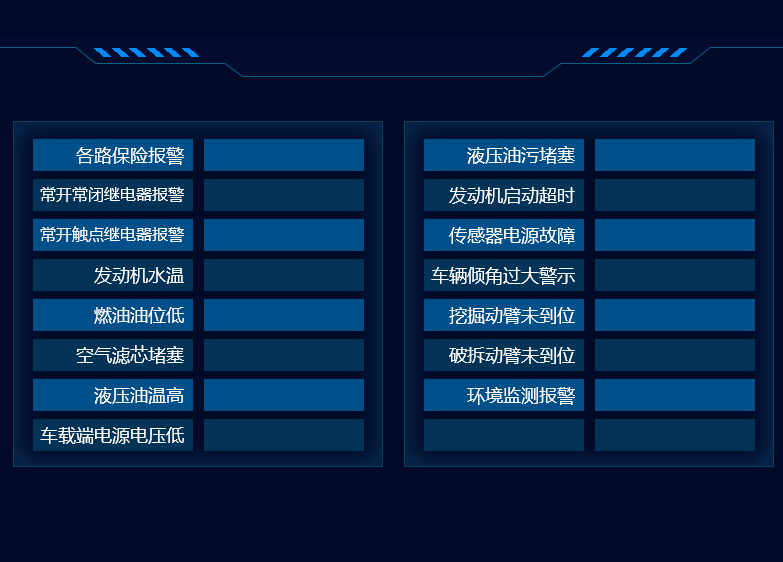 各路保险报警
常开常闭继电器报警
常开触点继电器报警
发动机水温
燃油油位低
空气滤芯堵塞
液压油温高
车载端电源电压低
液压油污堵塞
发动机启动超时
传感器电源故障
车辆倾角过大警示
挖掘动臂未到位
破拆动臂未到位
环境监测报警